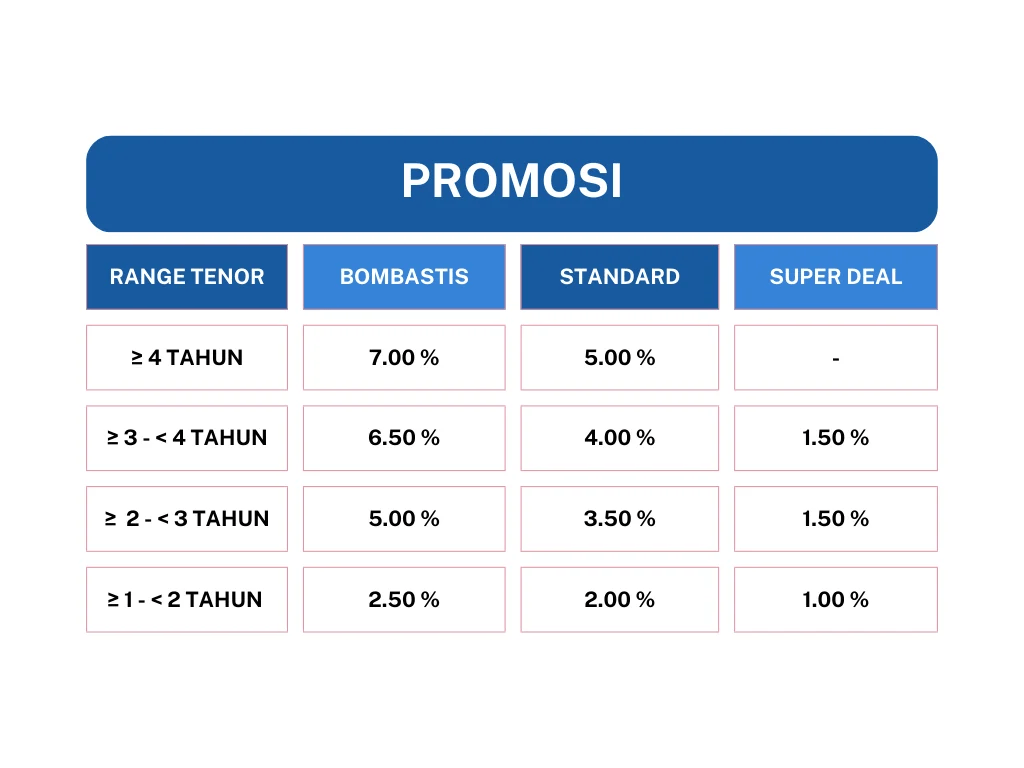 PROMOSI
RANGE TENOR BOMBASTIS STANDARD SUPER DEAL
≥ 4 TAHUN 7.00 % 5.00 % -
≥ 3 - < 4 TAHUN 6.50 % 4.00 % 1.50 %
≥ 2 - < 3 TAHUN 5.00 % 3.50 % 1.50 %
≥ 1 - < 2 TAHUN 2.50 % 2.00 % 1.00 %